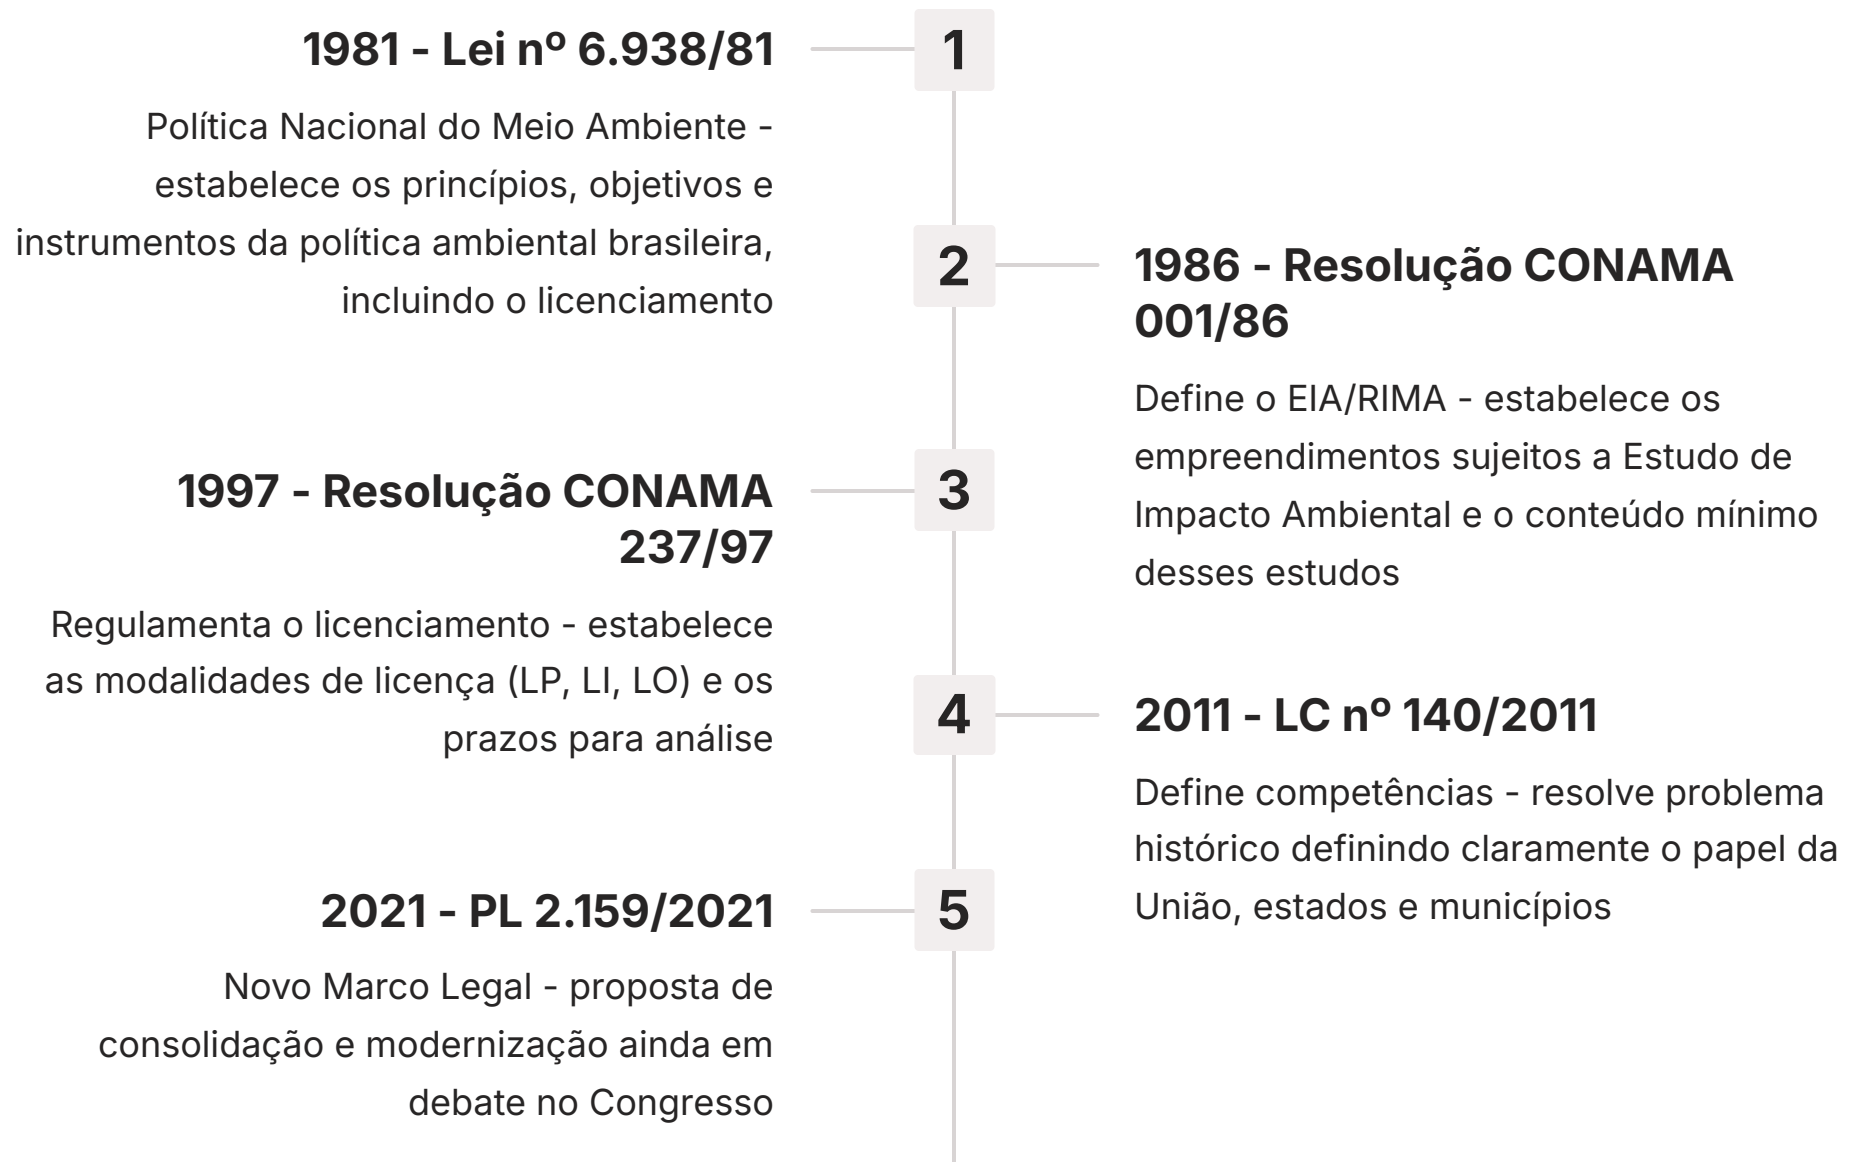 1
1981 - Lei nº 6.938/81
Política Nacional do Meio Ambiente -
estabelece os princípios, objetivos e
instrumentos da política ambiental brasileira,
incluindo o licenciamento
2
1986 - Resolução CONAMA
001/86
Define o EIA/RIMA - estabelece os
empreendimentos sujeitos a Estudo de
Impacto Ambiental e o conteúdo mínimo
desses estudos
3
1997 - Resolução CONAMA
237/97
Regulamenta o licenciamento - estabelece
as modalidades de licença (LP, LI, LO) e os
prazos para análise
4
2011 - LC nº 140/2011
Define competências - resolve problema
histórico definindo claramente o papel da
União, estados e municípios
5
2021 - PL 2.159/2021
Novo Marco Legal - proposta de
consolidação e modernização ainda em
debate no Congresso